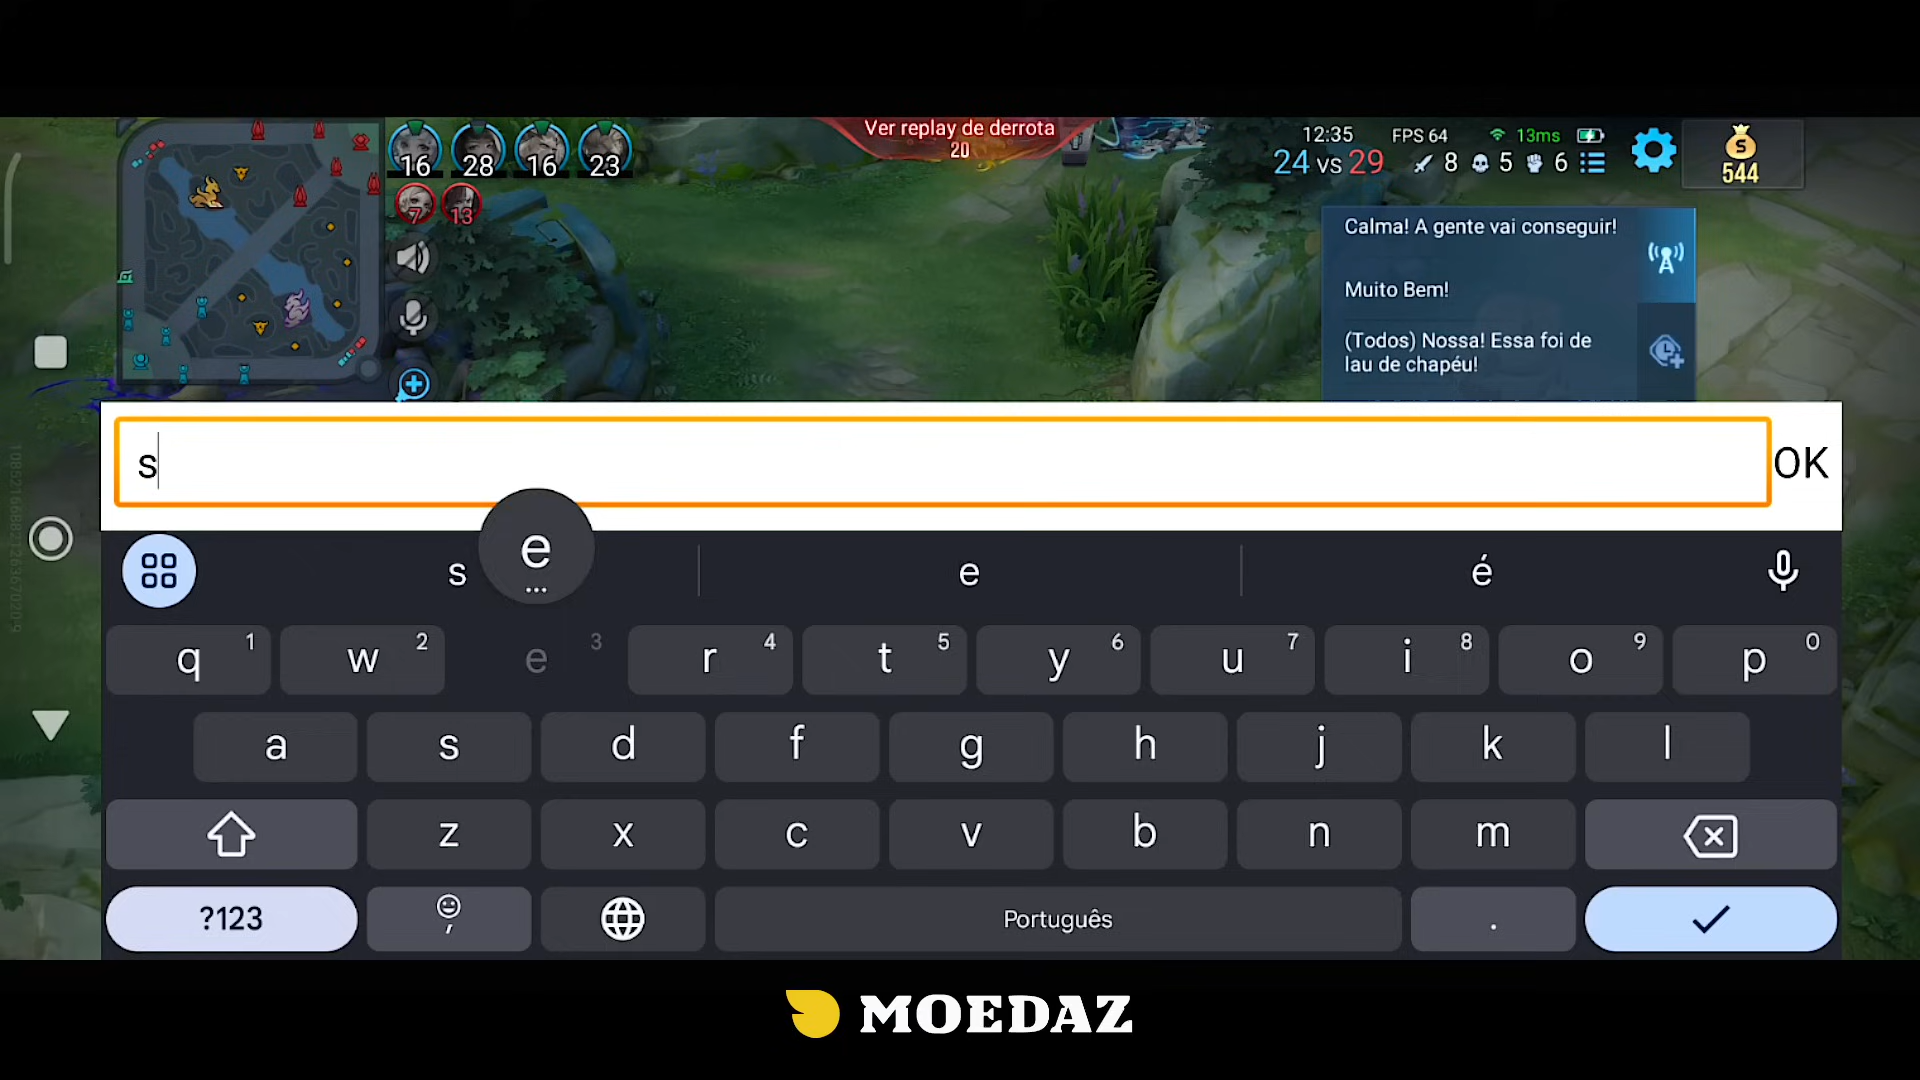 Ver replay de derrota
20
16
28
16
23
7
13
12:35
FPS 64
13ms
24 vs 29
8
5
6
544
Calma! A gente vai conseguir!
Muito Bem!
(Todos) Nossa! Essa foi de
lau de chapéu!
s
OK
e
...
s
e
é
q 1
w 2
e 3
r 4
t 5
y 6
u 7
i 8
o 9
p 0
a
s
d
f
g
h
j
k
l
z
x
c
v
b
n
m
?123
,
Português
.
MOEDAZ